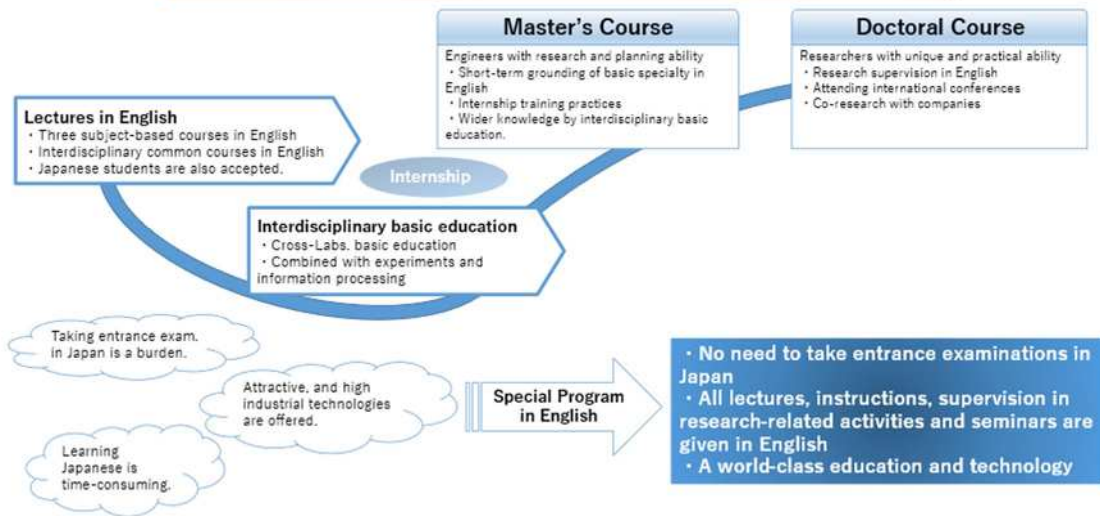 Master's Course
Engineers with research and planning ability
・Short-term grounding of basic specialty in
English
・Internship training practices
・Wider knowledge by interdisciplinary basic
education.
Doctoral Course
Researchers with unique and practical ability
・Research supervision in English
・Attending international conferences
・Co-research with companies
Lectures in English
・Three subject-based courses in English
・Interdisciplinary common courses in English
・Japanese students are also accepted.
Internship
Interdisciplinary basic education
・Cross-Labs. basic education
・Combined with experiments and
information processing
Taking entrance exam.
in Japan is a burden.
Attractive, and high
industrial technologies
are offered.
Learning
Japanese is
time-consuming.
Special Program
in English
・No need to take entrance examinations in
Japan
・All lectures, instructions, supervision in
research-related activities and seminars are
given in English
・A world-class education and technology